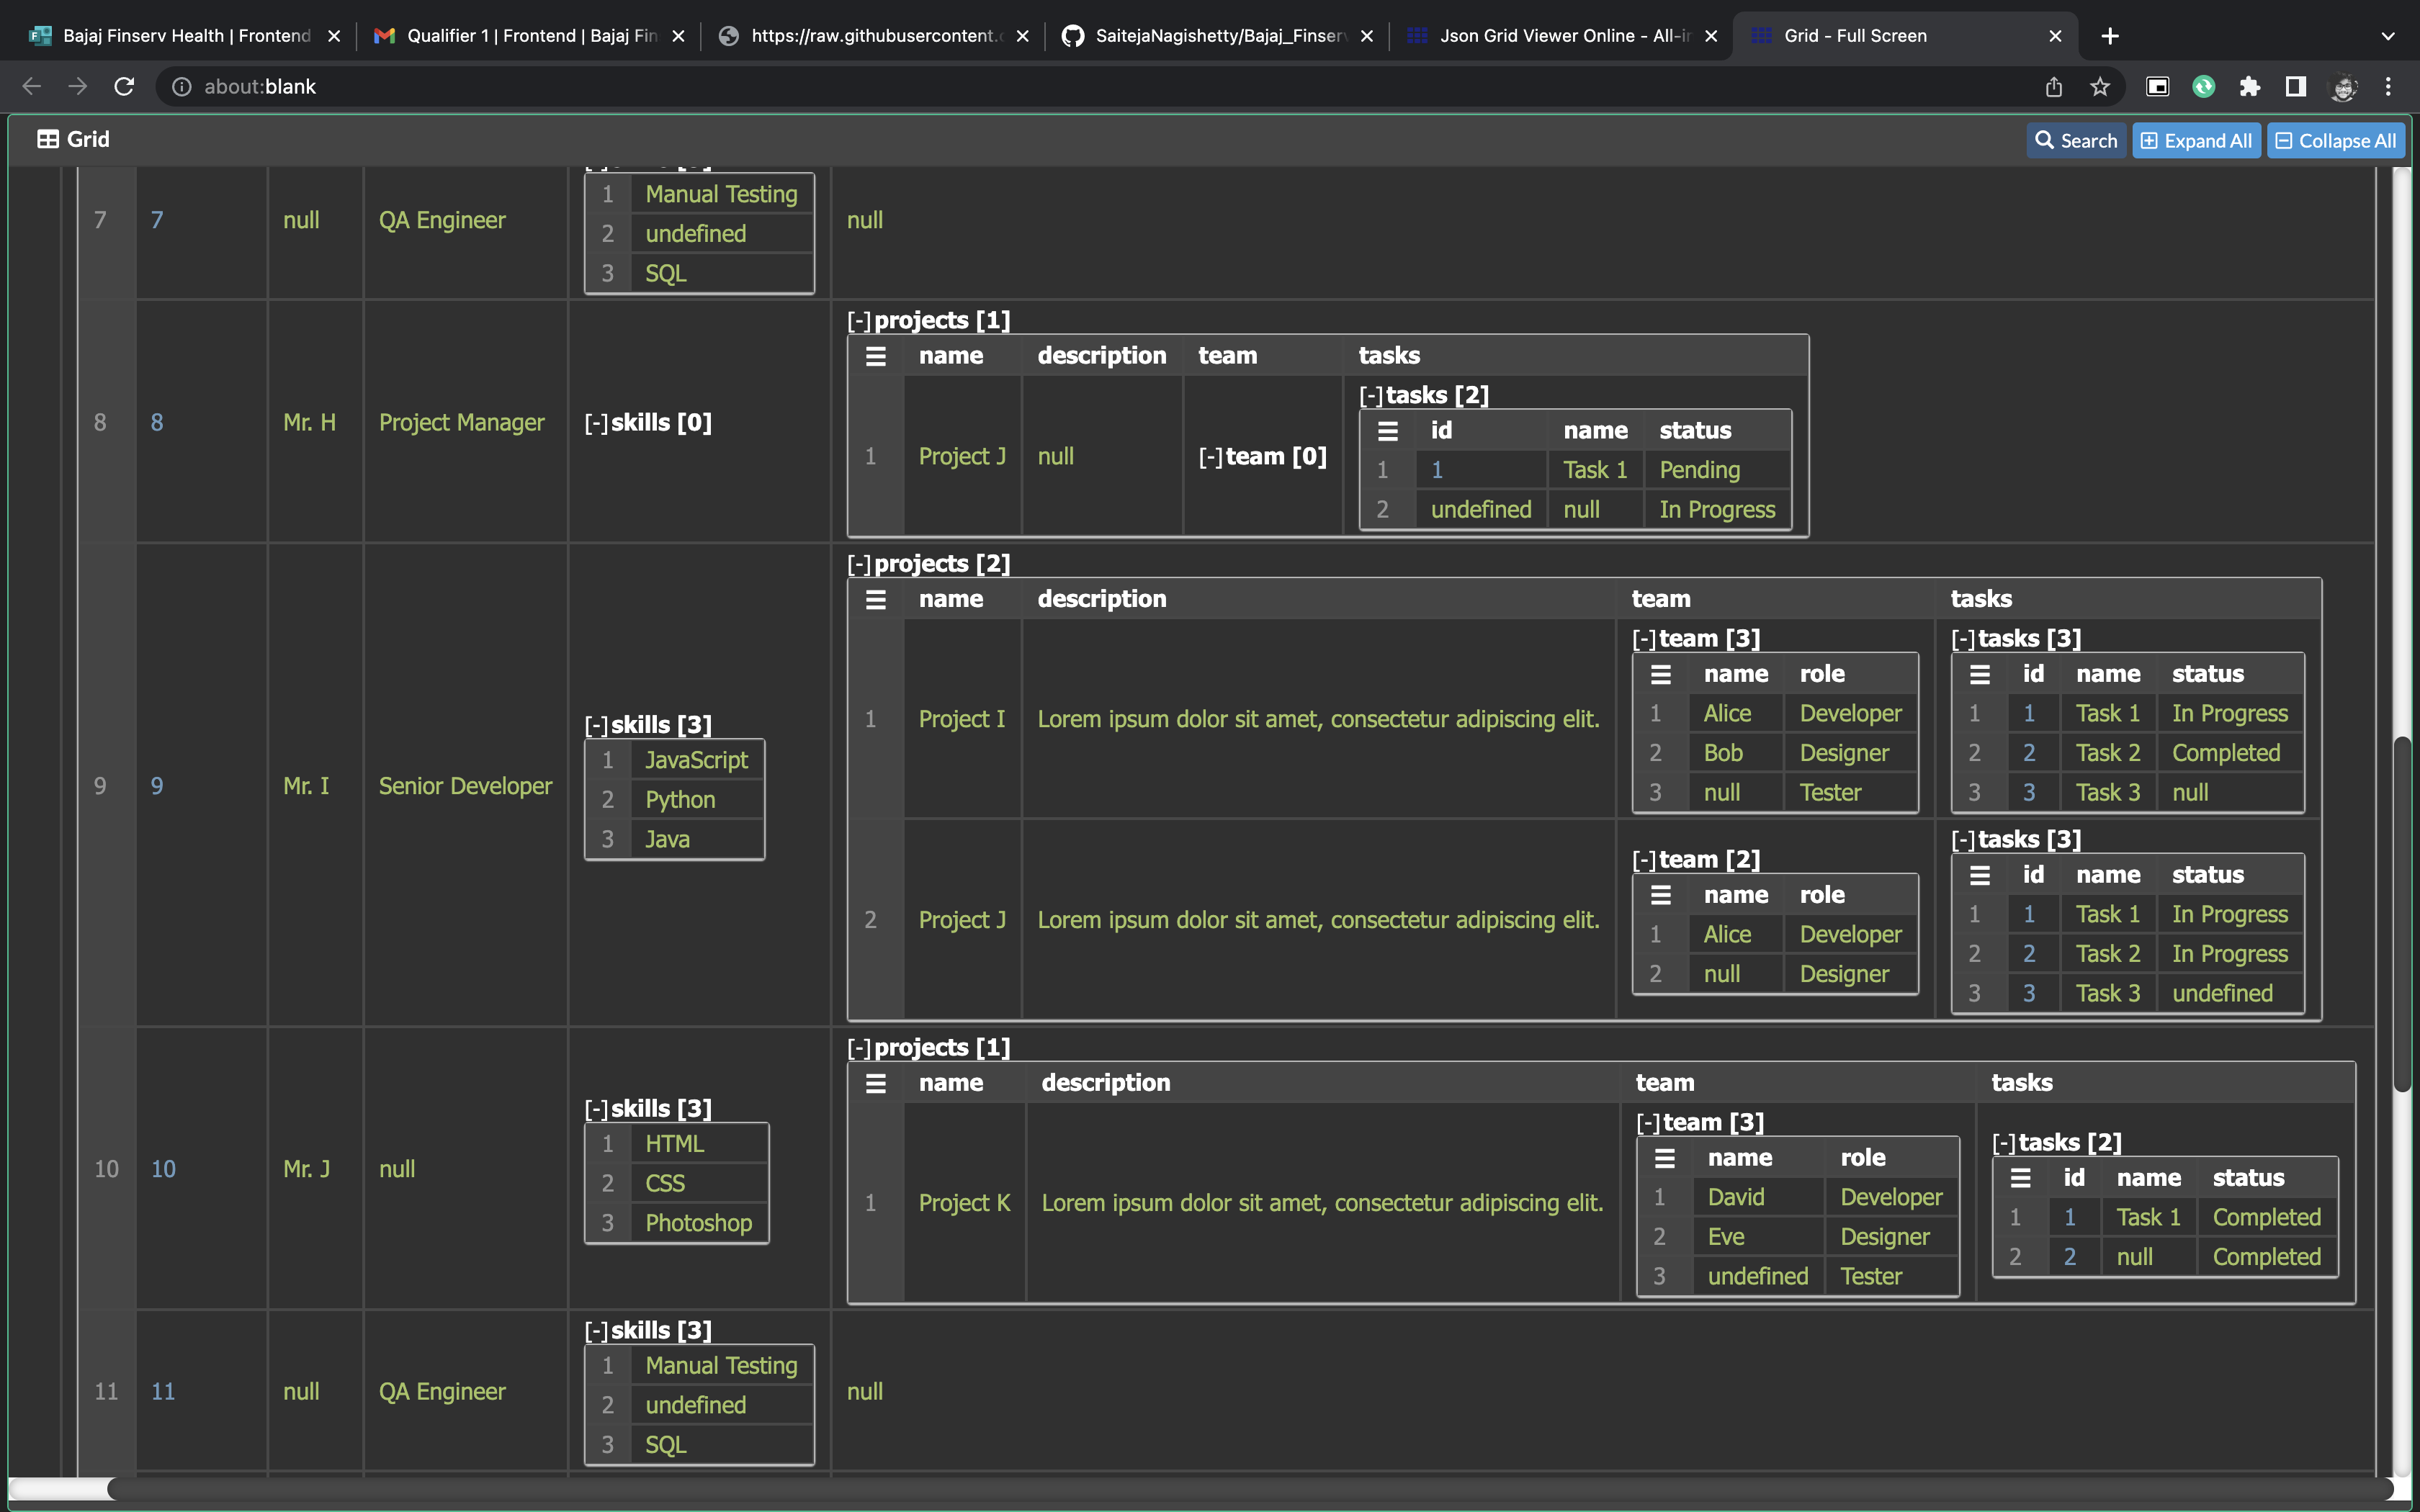 Bajaj Finserv Health | Frontend
Qualifier 1 | Frontend | Bajaj Fin
https://raw.githubusercontent.c
SaitejaNagishetty/Bajaj_Finserv
Json Grid Viewer Online - All-in
Grid - Full Screen
about:blank
Grid
Search
Expand All
Collapse All
7 7 null QA Engineer null
1 Manual Testing
2 undefined
3 SQL
8 8 Mr. H Project Manager [-]skills [0]
[-]projects [1]
name description team tasks
1 Project J null [-]team [0]
[-]tasks [2]
id name status
1 1 Task 1 Pending
2 undefined null In Progress
9 9 Mr. I Senior Developer
[-]skills [3]
1 JavaScript
2 Python
3 Java
[-]projects [2]
name description team tasks
1 Project I Lorem ipsum dolor sit amet, consectetur adipiscing elit.
[-]team [3]
name role
1 Alice Developer
2 Bob Designer
3 null Tester
[-]tasks [3]
id name status
1 1 Task 1 In Progress
2 2 Task 2 Completed
3 3 Task 3 null
2 Project J Lorem ipsum dolor sit amet, consectetur adipiscing elit.
[-]team [2]
name role
1 Alice Developer
2 null Designer
[-]tasks [3]
id name status
1 1 Task 1 In Progress
2 2 Task 2 In Progress
3 3 Task 3 undefined
10 10 Mr. J null
[-]skills [3]
1 HTML
2 CSS
3 Photoshop
[-]projects [1]
name description team tasks
1 Project K Lorem ipsum dolor sit amet, consectetur adipiscing elit.
[-]team [3]
name role
1 David Developer
2 Eve Designer
3 undefined Tester
[-]tasks [2]
id name status
1 1 Task 1 Completed
2 2 null Completed
11 11 null QA Engineer null
[-]skills [3]
1 Manual Testing
2 undefined
3 SQL